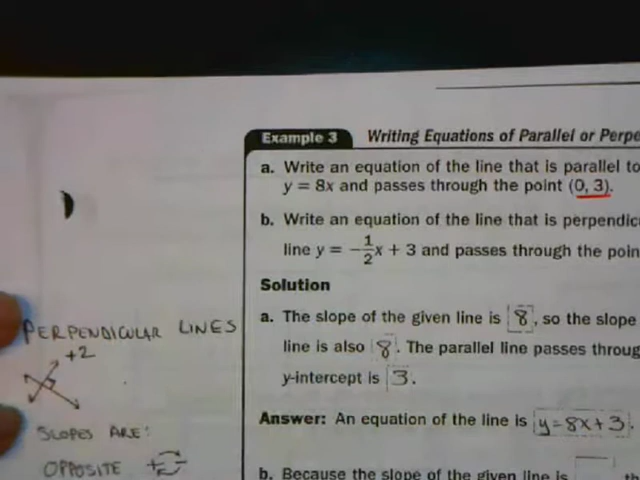 Example 3 Writing Equations of Parallel or Perpe
a. Write an equation of the line that is parallel to
y = 8x and passes through the point (0, 3).
b. Write an equation of the line that is perpendic
line y = -1/2x + 3 and passes through the poin
Solution
a. The slope of the given line is 8, so the slope
line is also 8. The parallel line passes throug
y-intercept is 3.
Answer: An equation of the line is y=8x+3.
b. Because the slope of the given line is th
PERPENDICULAR LINES
+2
SLOPES ARE:
OPPOSITE + -